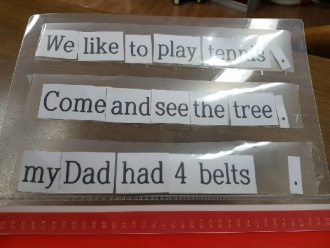 We like to play tennis .
Come and see the tree .
my Dad had 4 belts .